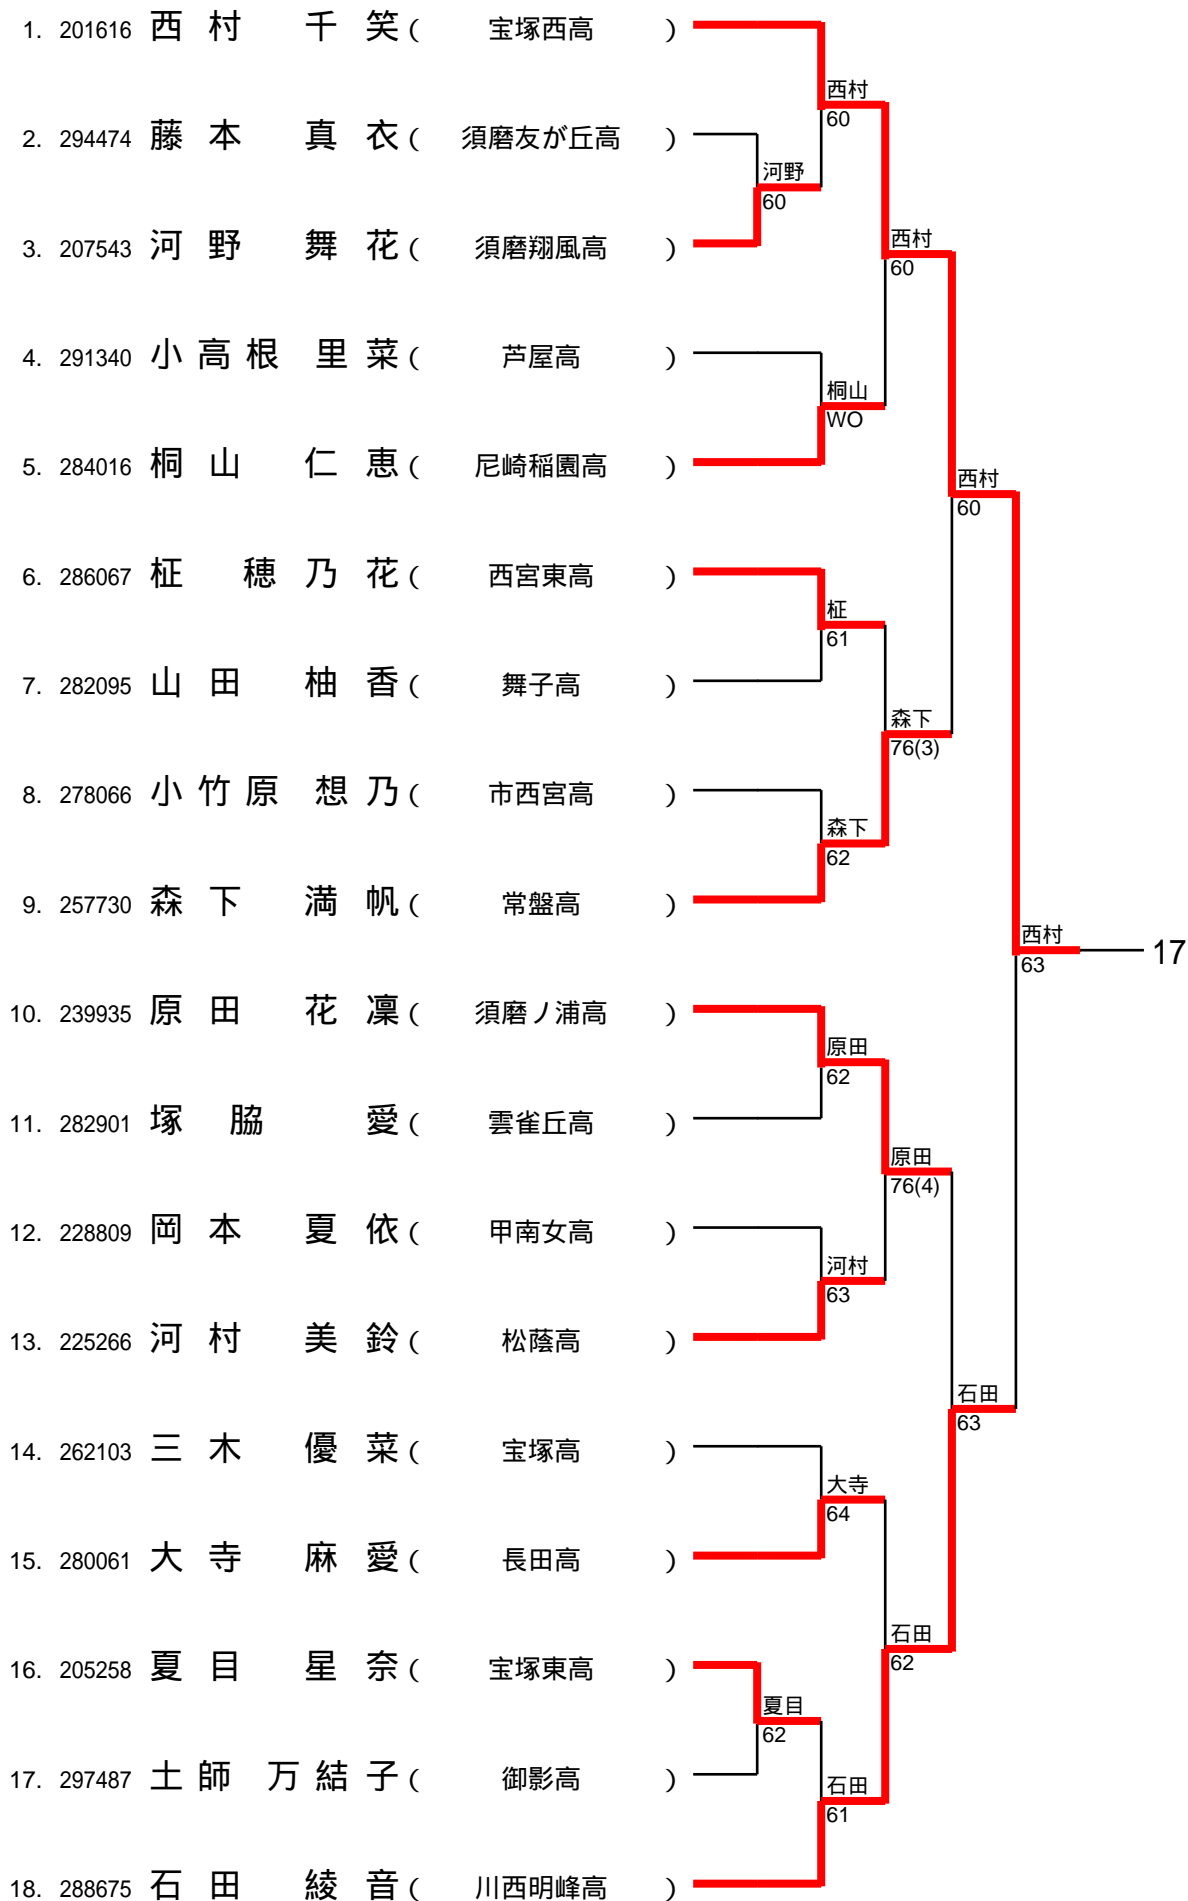 1. 201616 西村 千笑 ( 宝塚西高 )
西村
60
2. 294474 藤本 真衣 ( 須磨友が丘高 )
河野
60
3. 207543 河野 舞花 ( 須磨翔風高 )
西村
60
4. 291340 小高根 里菜 ( 芦屋高 )
桐山
WO
5. 284016 桐山 仁恵 ( 尼崎稲園高 )
西村
60
6. 286067 柾 穂乃花 ( 西宮東高 )
柾
61
7. 282095 山田 柚香 ( 舞子高 )
森下
76(3)
8. 278066 小竹原 想乃 ( 市西宮高 )
森下
62
9. 257730 森下 満帆 ( 常盤高 )
西村
63
17
10. 239935 原田 花凜 ( 須磨ノ浦高 )
原田
62
11. 282901 塚脇 愛 ( 雲雀丘高 )
原田
76(4)
12. 228809 岡本 夏依 ( 甲南女高 )
河村
63
13. 225266 河村 美鈴 ( 松蔭高 )
石田
63
14. 262103 三木 優菜 ( 宝塚高 )
大寺
64
15. 280061 大寺 麻愛 ( 長田高 )
石田
62
16. 205258 夏目 星奈 ( 宝塚東高 )
夏目
62
17. 297487 土師 万結子 ( 御影高 )
石田
61
18. 288675 石田 綾音 ( 川西明峰高 )